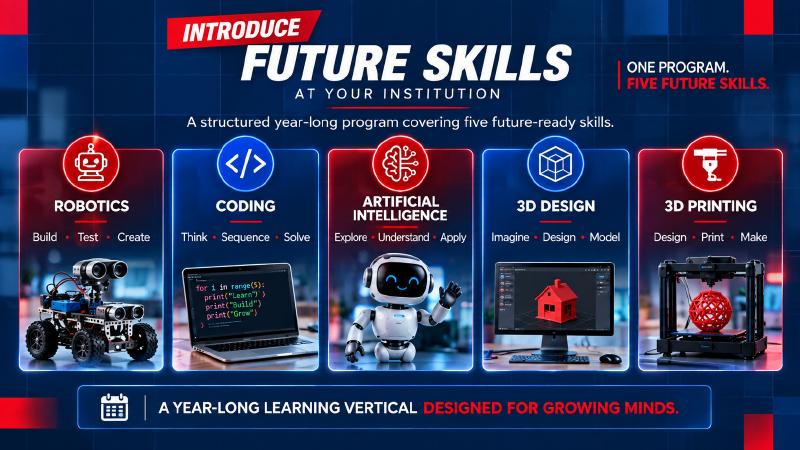 INTRODUCE
FUTURE SKILLS
AT YOUR INSTITUTION
ONE PROGRAM.
FIVE FUTURE SKILLS.
A structured year-long program covering five future-ready skills.
ROBOTICS
Build • Test • Create
</>
CODING
Think • Sequence • Solve
for i in range(5):
print("Learn") )
print("Build")
print("Grow")
)
ARTIFICIAL
INTELLIGENCE
Explore • Understand • Apply
3D DESIGN
Imagine • Design • Model
3D PRINTING
Design • Print • Make
A YEAR-LONG LEARNING VERTICAL DESIGNED FOR GROWING MINDS.